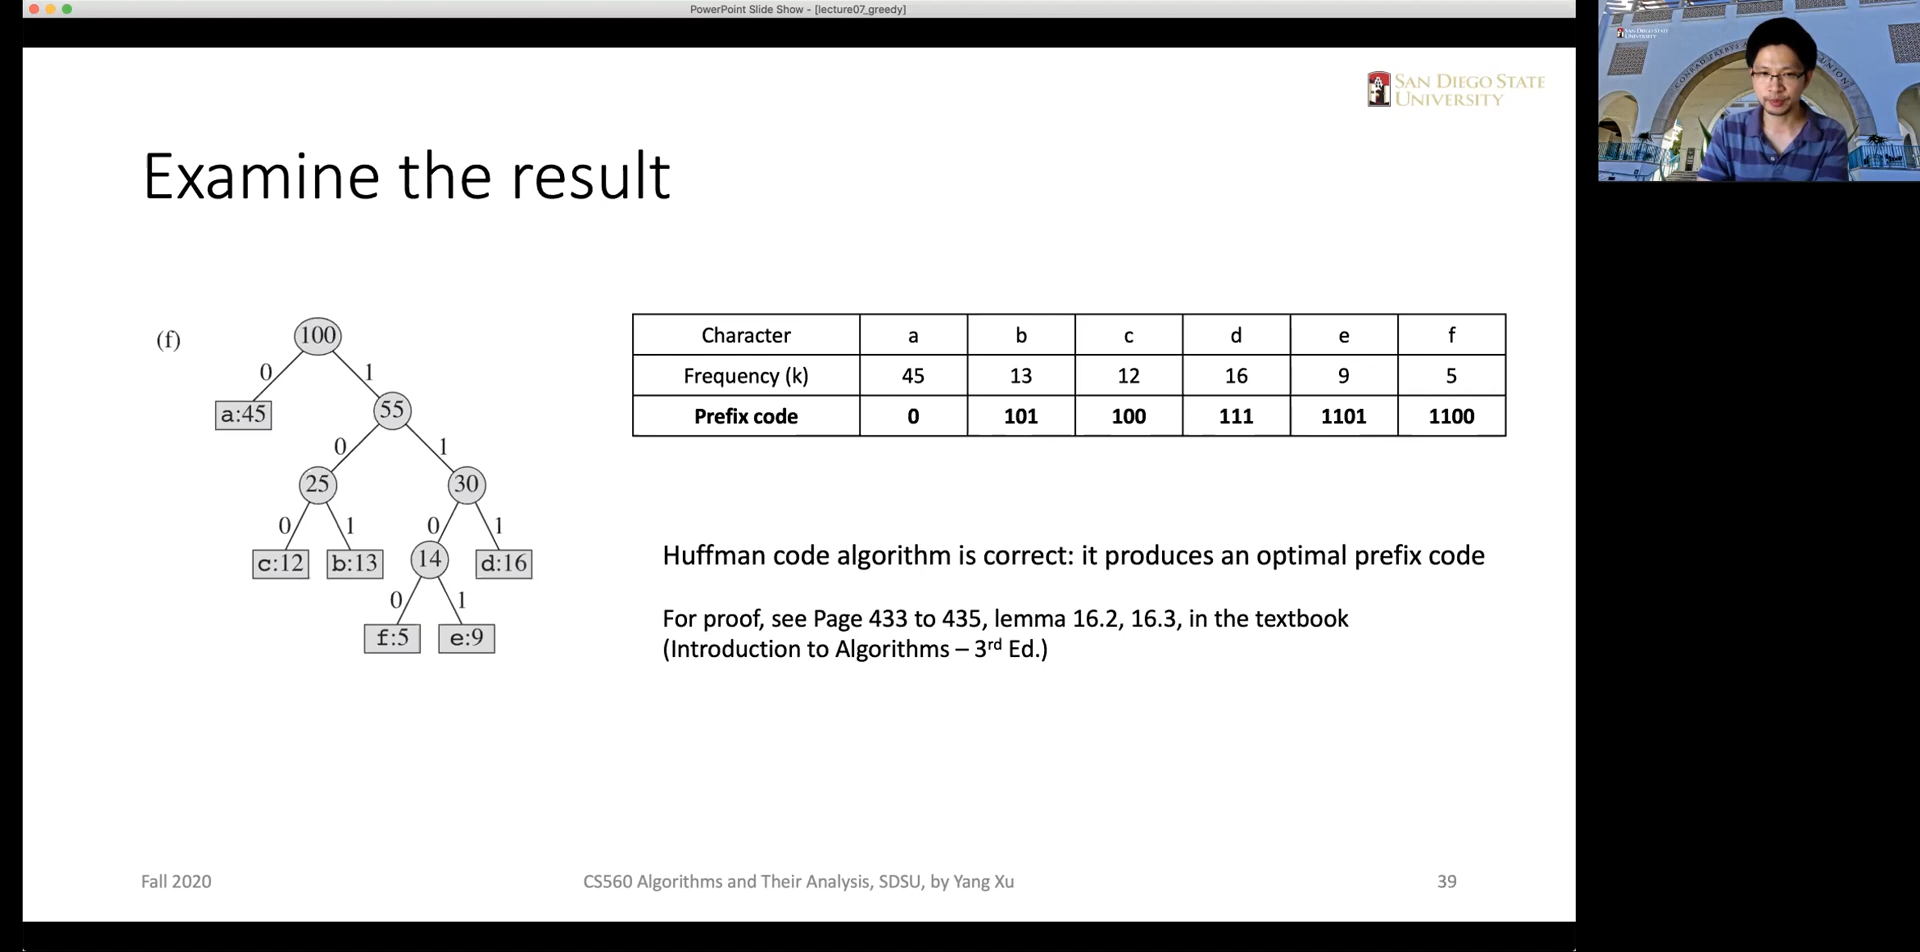 PowerPoint Slide Show - [lecture07_greedy]
SAN DIEGO STATE
UNIVERSITY
SAN DIEGO STATE
UNIVERSITY
Examine the result
(f)
100
0 1
a:45
55
0 1
25 30
0 1 0 1
c:12 b:13 14 d:16
0 1
f:5 e:9
Character a b c d e f
Frequency (k) 45 13 12 16 9 5
Prefix code 0 101 100 111 1101 1100
Huffman code algorithm is correct: it produces an optimal prefix code
For proof, see Page 433 to 435, lemma 16.2, 16.3, in the textbook
(Introduction to Algorithms – 3rd Ed.)
Fall 2020
CS560 Algorithms and Their Analysis, SDSU, by Yang Xu
39